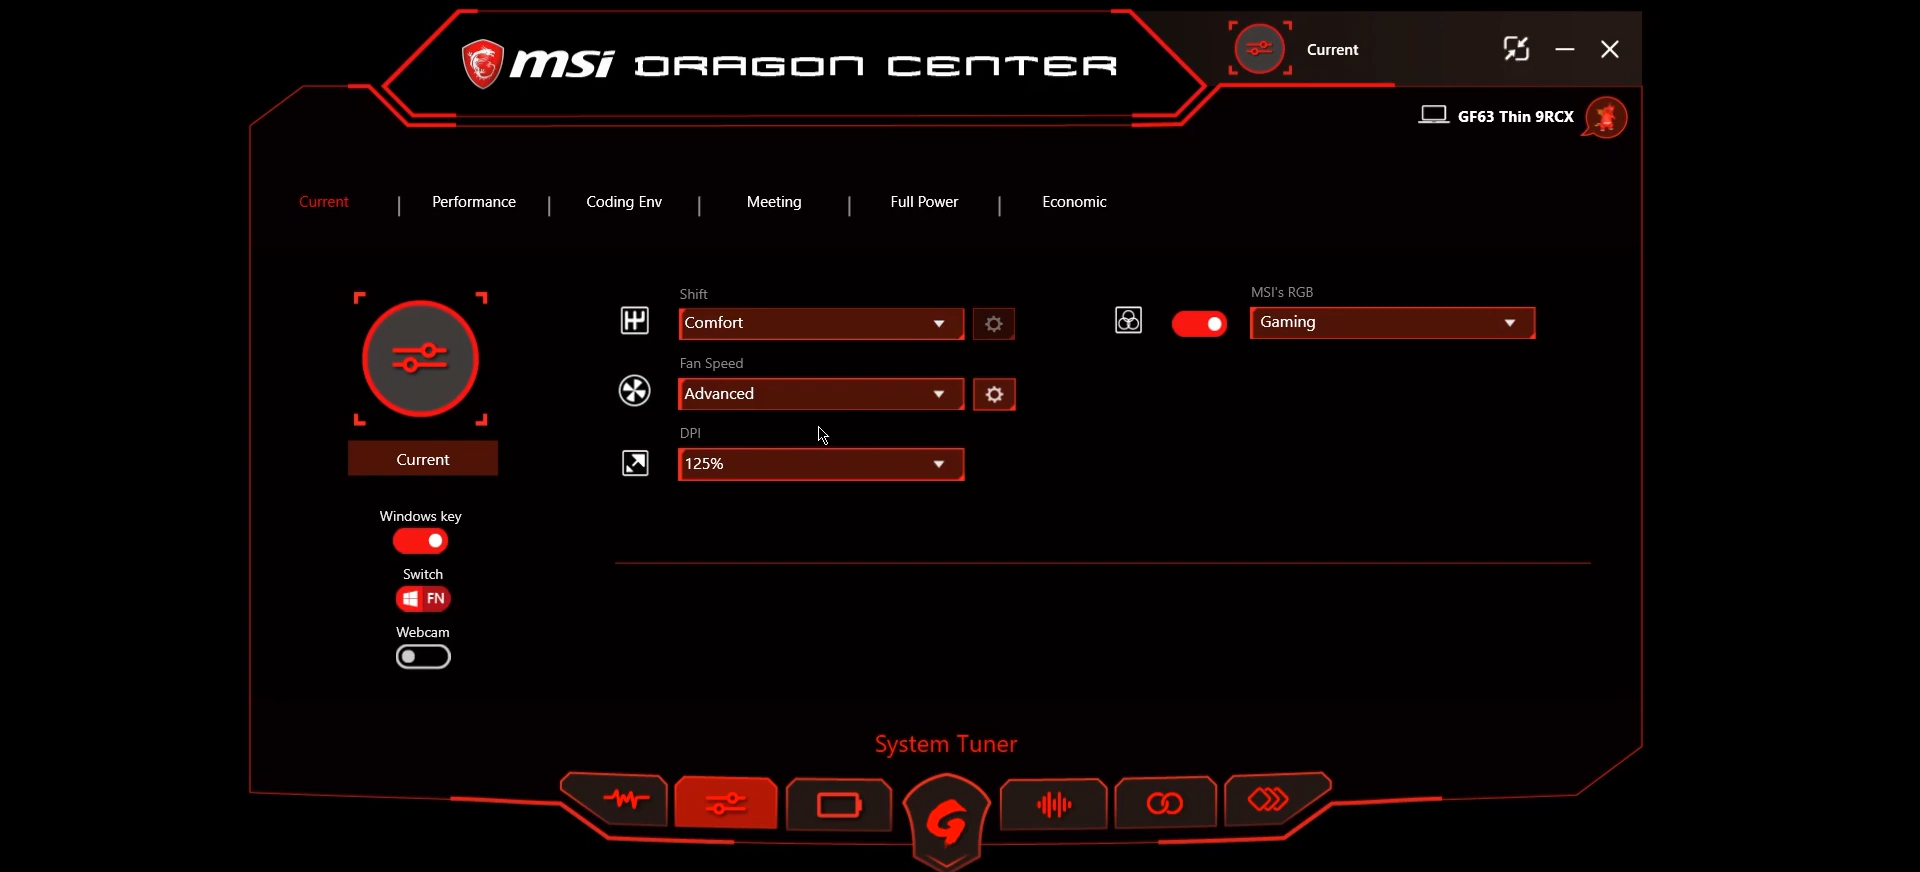 msi DRAGON CENTER
Current
GF63 Thin 9RCX
Current | Performance | Coding Env | Meeting | Full Power | Economic
Shift
Comfort
MSI's RGB
Gaming
Fan Speed
Advanced
DPI
125%
Current
Windows key
Switch
FN
Webcam
System Tuner